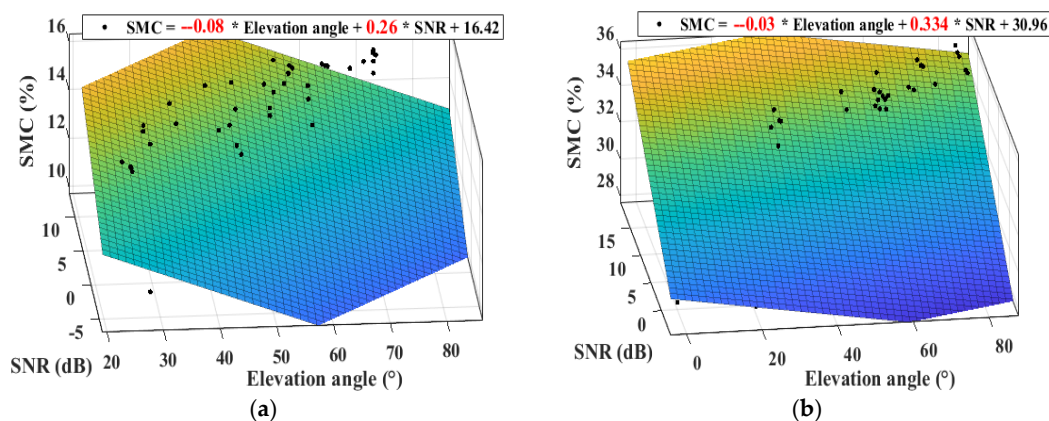 SMC = --0.08 * Elevation angle + 0.26 * SNR + 16.42
16
14
12
10
SMC (%)
10
5
0
-5
SNR (dB)
20 30 40 50 60 70 80
Elevation angle (°)
(a)
SMC = --0.03 * Elevation angle + 0.334 * SNR + 30.96
36
34
32
30
28
SMC (%)
15
10
5
0
SNR (dB)
0 20 40 60 80
Elevation angle (°)
(b)